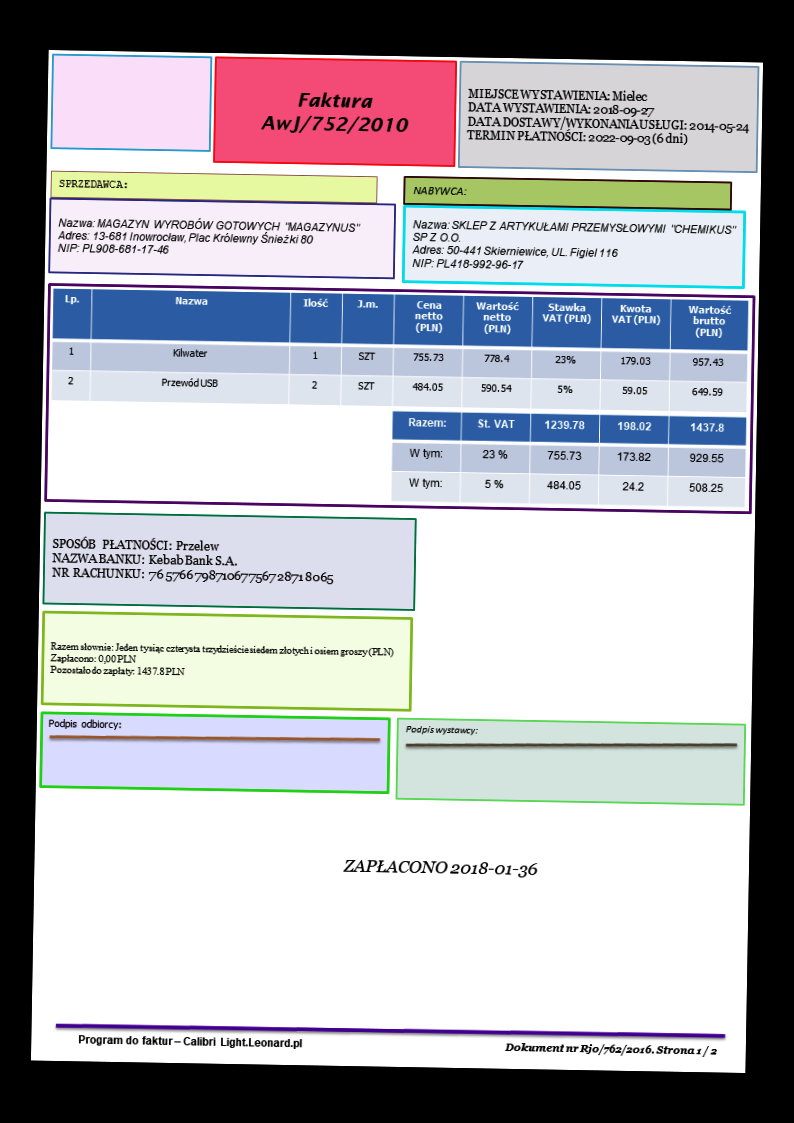 Faktura
AwJ/752/2010
MIEJSCE WYSTAWIENIA: Mielec
DATA WYSTAWIENIA: 2018-09-27
DATA DOSTAWY/WYKONANIA USŁUGI: 2014-05-24
TERMIN PŁATNOŚCI: 2022-09-03 (6 dni)
SPRZEDAWCA:
Nazwa: MAGAZYN WYROBÓW GOTOWYCH "MAGAZYNUS"
Adres: 13-681 Inowrocław, Plac Królewny Śnieżki 80
NIP: PL908-681-17-46
NABYWCA:
Nazwa: SKLEP Z ARTYKUŁAMI PRZEMYSŁOWYMI "CHEMIKUS"
SP Z O.O.
Adres: 50-441 Skierniewice, UL. Figiel 116
NIP: PL418-992-96-17
Lp. Nazwa Ilość J.m. Cena netto (PLN) Wartość netto (PLN) Stawka VAT (PLN) Kwota VAT (PLN) Wartość brutto (PLN)
1 Kilwater 1 SZT 755.73 778.4 23% 179.03 957.43
2 Przewód USB 2 SZT 484.05 590.54 5% 59.05 649.59
Razem: St. VAT 1239.78 198.02 1437.8
W tym: 23 % 755.73 173.82 929.55
W tym: 5 % 484.05 24.2 508.25
SPOSÓB PŁATNOŚCI: Przelew
NAZWA BANKU: Kebab Bank S.A.
NR RACHUNKU: 76 5766 7987 1067 7567 2871 8065
Razem słownie: Jeden tysiąc czterysta trzydzieście siedem złotych i osiem groszy (PLN)
Zapłacono: 0,00 PLN
Pozostało do zapłaty: 1437.8 PLN
Podpis odbiorcy:
Podpis wystawcy:
ZAPŁACONO 2018-01-36
Program do faktur – Calibri Light.Leonard.pl
Dokument nr Rjo/762/2016. Strona 1 / 2